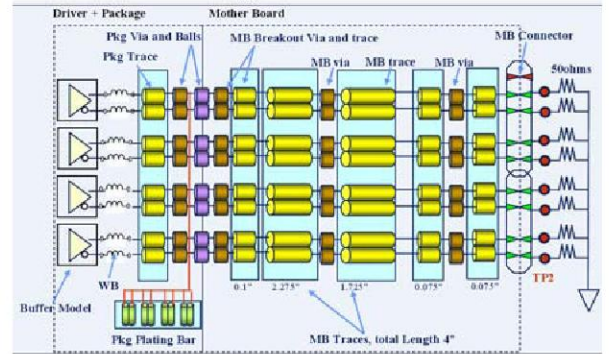 Driver + Package
Mother Board
Pkg Via and Balls
MB Breakout Via and trace
MB Connector
Pkg Trace
MB via
MB trace
MB via
50ohms
WB
0.1"
2.275"
1.725"
0.075"
0.075"
TP2
Buffer Model
MB Traces, total Length 4"
Pkg Plating Bar